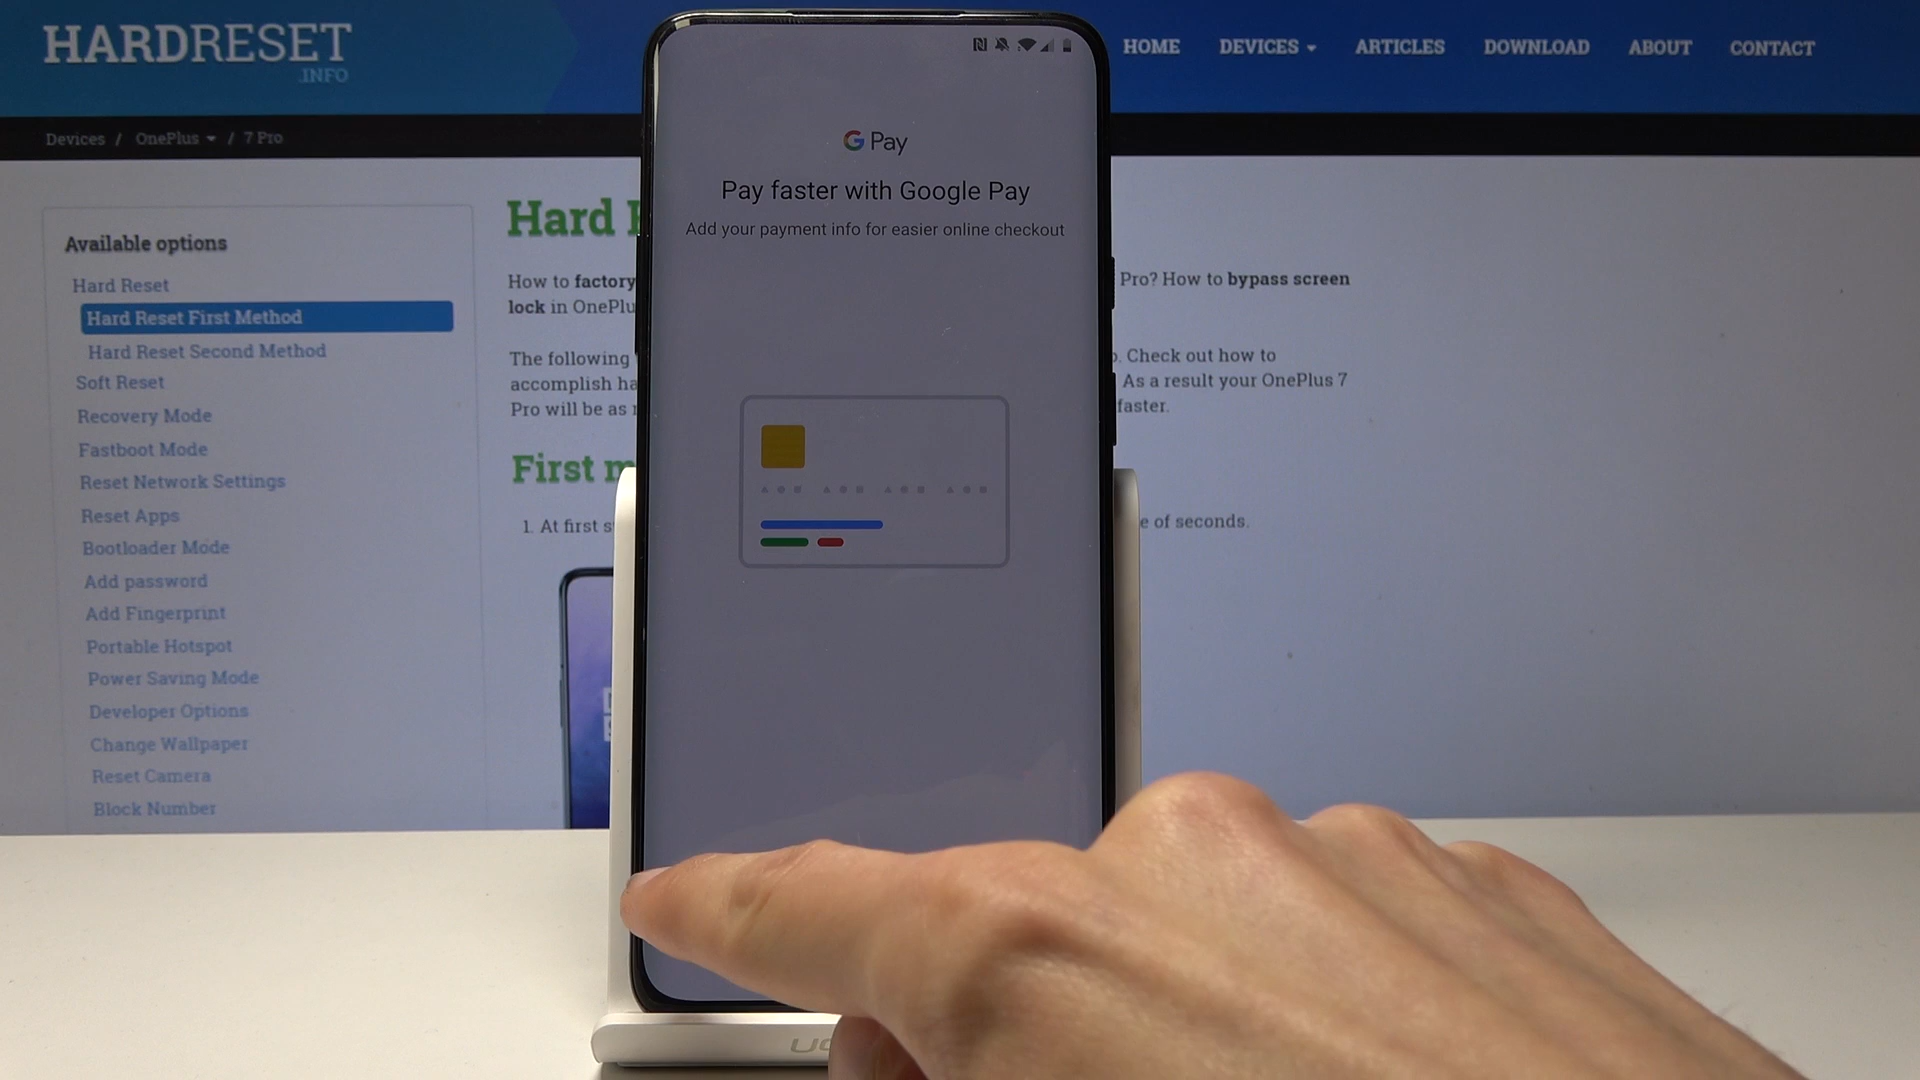 HARDRESET
.INFO
HOME DEVICES ARTICLES DOWNLOAD ABOUT CONTACT
Devices / OnePlus / 7 Pro
Available options
Hard Reset
Hard Reset First Method
Hard Reset Second Method
Soft Reset
Recovery Mode
Fastboot Mode
Reset Network Settings
Reset Apps
Bootloader Mode
Add password
Add Fingerprint
Portable Hotspot
Power Saving Mode
Developer Options
Change Wallpaper
Reset Camera
Block Number
Hard
How to factory Pro? How to bypass screen
lock in
The following Check out how to
accomplish As a result your OnePlus 7
Pro will be as faster.
First
1. At first e of seconds.
G Pay
Pay faster with Google Pay
Add your payment info for easier online checkout